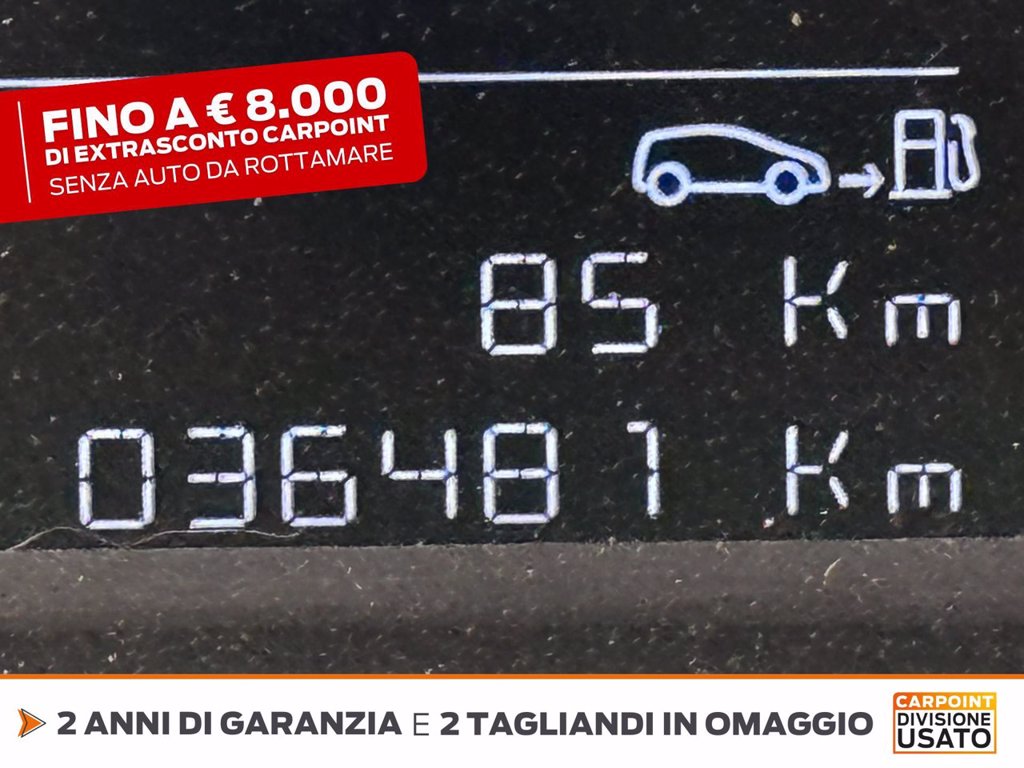 FINO A € 8.000
DI EXTRASCONTO CARPOINT
SENZA AUTO DA ROTTAMARE
85 Km
036481 Km
2 ANNI DI GARANZIA E 2 TAGLIANDI IN OMAGGIO
CARPOINT
DIVISIONE
USATO